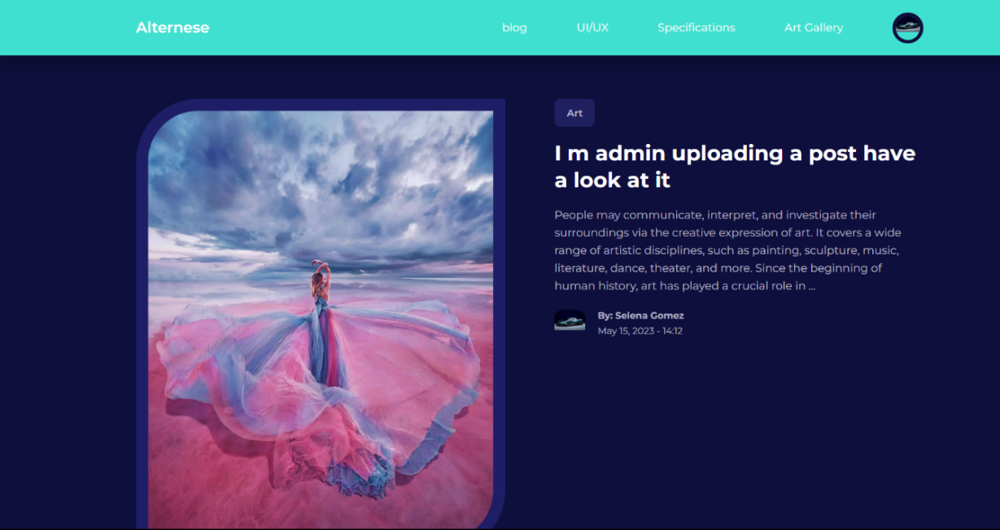 Alternese
blog
UI/UX
Specifications
Art Gallery
Art
I m admin uploading a post have
a look at it
People may communicate, interpret, and investigate their
surroundings via the creative expression of art. It covers a wide
range of artistic disciplines, such as painting, sculpture, music,
literature, dance, theater, and more. Since the beginning of
human history, art has played a crucial role in ...
By: Selena Gomez
May 15, 2023 - 14:12